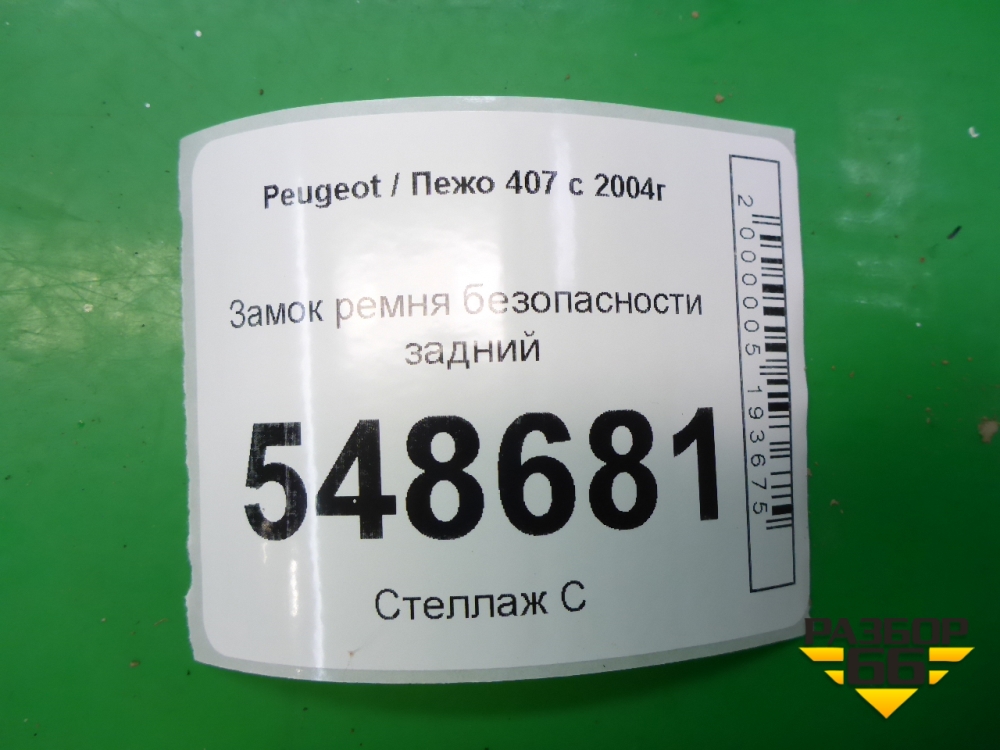 Peugeot / Пежо 407 с 2004г
Замок ремня безопасности
задний
548681
Стеллаж С
2000005193675
РАЗБОР
66